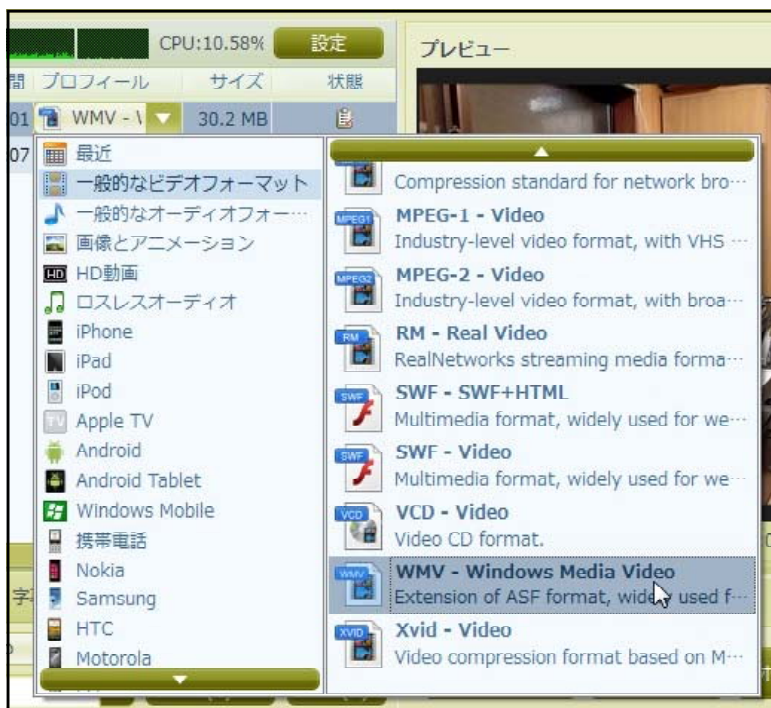 CPU:10.58%
設定
プレビュー
間 プロフィール サイズ 状態
01 WMV - 30.2 MB
07
最近
一般的なビデオフォーマット
一般的なオーディオフォー…
画像とアニメーション
HD HD動画
ロスレスオーディオ
iPhone
iPad
iPod
tv Apple TV
Android
Android Tablet
Windows Mobile
携帯電話
Nokia
Samsung
HTC
Motorola
Compression standard for network bro…
MPEG1 MPEG-1 - Video
Industry-level video format, with VHS …
MPEG2 MPEG-2 - Video
Industry-level video format, with broa…
RM RM - Real Video
RealNetworks streaming media forma…
SWF SWF - SWF+HTML
Multimedia format, widely used for we…
SWF SWF - Video
Multimedia format, widely used for we…
VCD VCD - Video
Video CD format.
WMV WMV - Windows Media Video
Extension of ASF format, widely used f…
XVID Xvid - Video
Video compression format based on M…